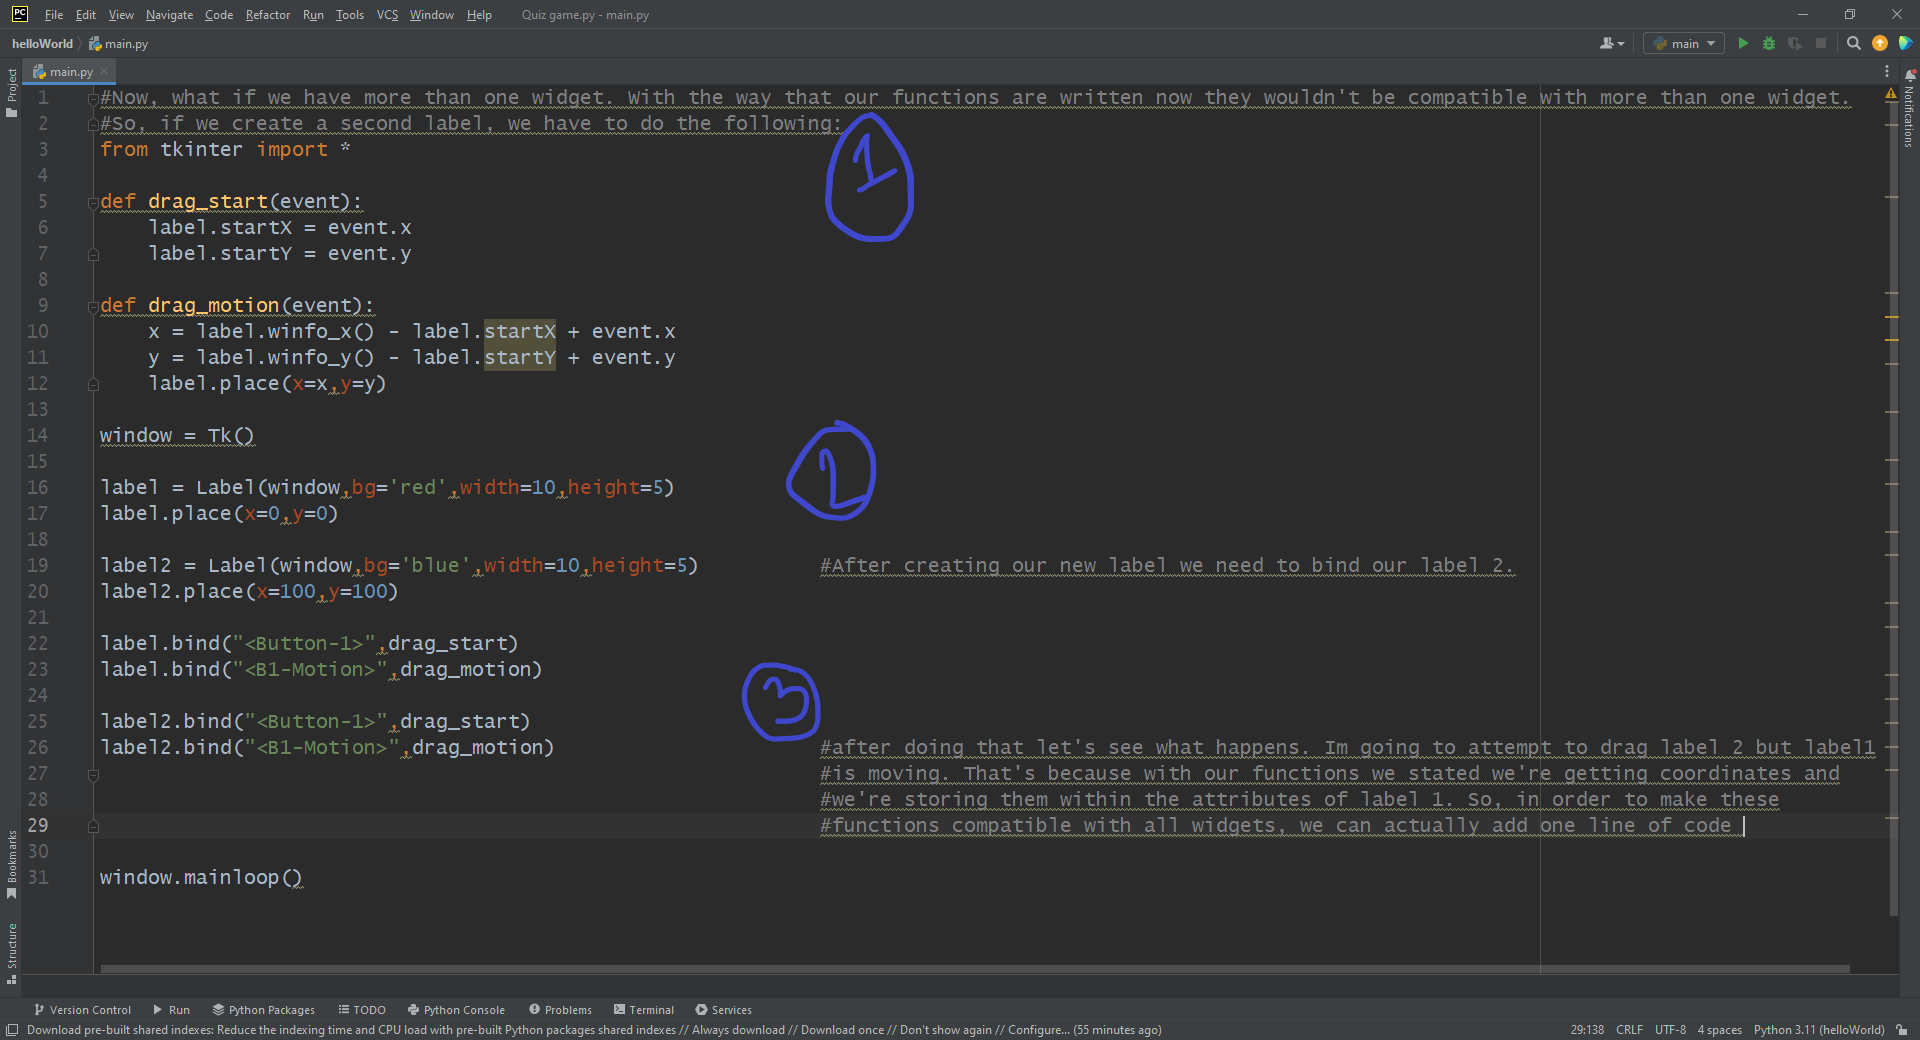 PC File Edit View Navigate Code Refactor Run Tools VCS Window Help Quiz game.py - main.py
helloWorld main.py main
Project main.py Notifications
1 #Now, what if we have more than one widget. With the way that our functions are written now they wouldn't be compatible with more than one widget.
2 #So, if we create a second label, we have to do the following:
3 from tkinter import *
1
4
5 def drag_start(event):
6 label.startX = event.x
7 label.startY = event.y
8
9 def drag_motion(event):
10 x = label.winfo_x() - label.startX + event.x
11 y = label.winfo_y() - label.startY + event.y
12 label.place(x=x,y=y)
13
14 window = Tk()
15
2
16 label = Label(window,bg='red',width=10,height=5)
17 label.place(x=0,y=0)
18
19 label2 = Label(window,bg='blue',width=10,height=5) #After creating our new label we need to bind our label 2.
20 label2.place(x=100,y=100)
21
22 label.bind("<Button-1>",drag_start)
23 label.bind("<B1-Motion>",drag_motion)
24
3
25 label2.bind("<Button-1>",drag_start)
26 label2.bind("<B1-Motion>",drag_motion) #after doing that let's see what happens. Im going to attempt to drag label 2 but label1
27 #is moving. That's because with our functions we stated we're getting coordinates and
28 #we're storing them within the attributes of label 1. So, in order to make these
29 #functions compatible with all widgets, we can actually add one line of code
30
31 window.mainloop()
Bookmarks
Structure
Version Control Run Python Packages TODO Python Console Problems Terminal Services
Download pre-built shared indexes: Reduce the indexing time and CPU load with pre-built Python packages shared indexes // Always download // Download once // Don't show again // Configure... (55 minutes ago) 29:138 CRLF UTF-8 4 spaces Python 3.11 (helloWorld)